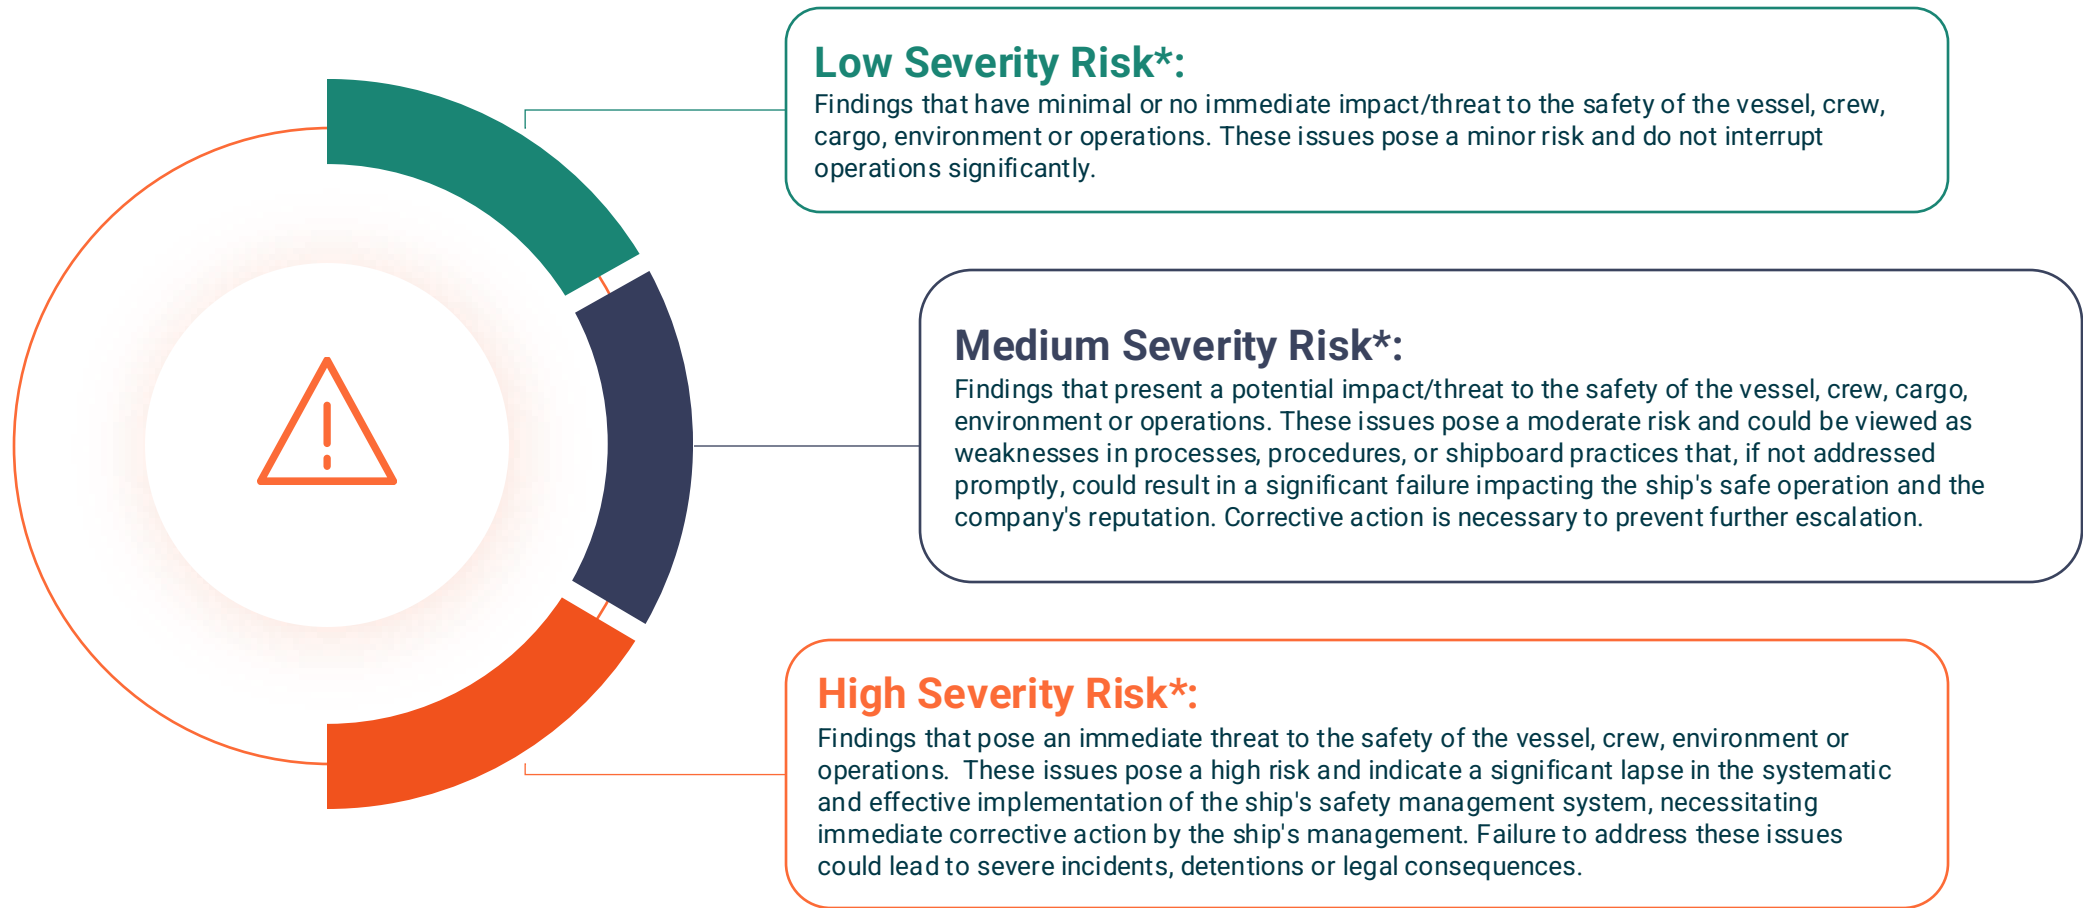 Low Severity Risk*:
Findings that have minimal or no immediate impact/threat to the safety of the vessel, crew,
cargo, environment or operations. These issues pose a minor risk and do not interrupt
operations significantly.
Medium Severity Risk*:
Findings that present a potential impact/threat to the safety of the vessel, crew, cargo,
environment or operations. These issues pose a moderate risk and could be viewed as
weaknesses in processes, procedures, or shipboard practices that, if not addressed
promptly, could result in a significant failure impacting the ship's safe operation and the
company's reputation. Corrective action is necessary to prevent further escalation.
High Severity Risk*:
Findings that pose an immediate threat to the safety of the vessel, crew, environment or
operations.  These issues pose a high risk and indicate a significant lapse in the systematic
and effective implementation of the ship's safety management system, necessitating
immediate corrective action by the ship's management. Failure to address these issues
could lead to severe incidents, detentions or legal consequences.